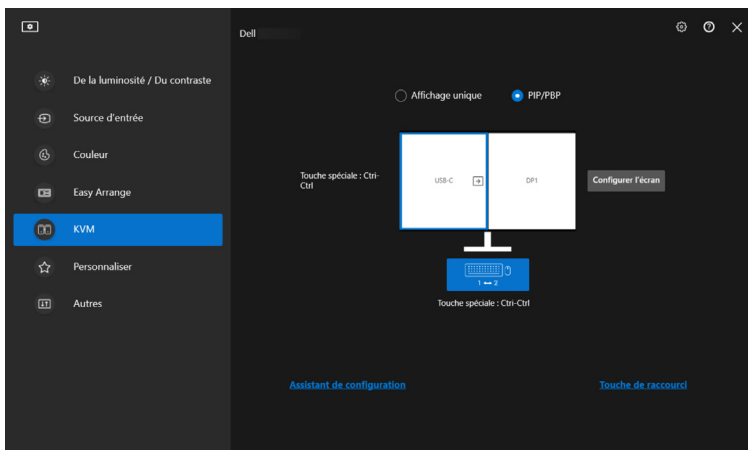 Dell
De la luminosité / Du contraste
Source d'entrée
Couleur
Easy Arrange
KVM
Personnaliser
Autres
Affichage unique
PIP/PBP
Touche spéciale : Ctrl-
Ctrl
USB-C
DP1
Configurer l'écran
1 2
Touche spéciale : Ctrl-Ctrl
Assistant de configuration
Touche de raccourci